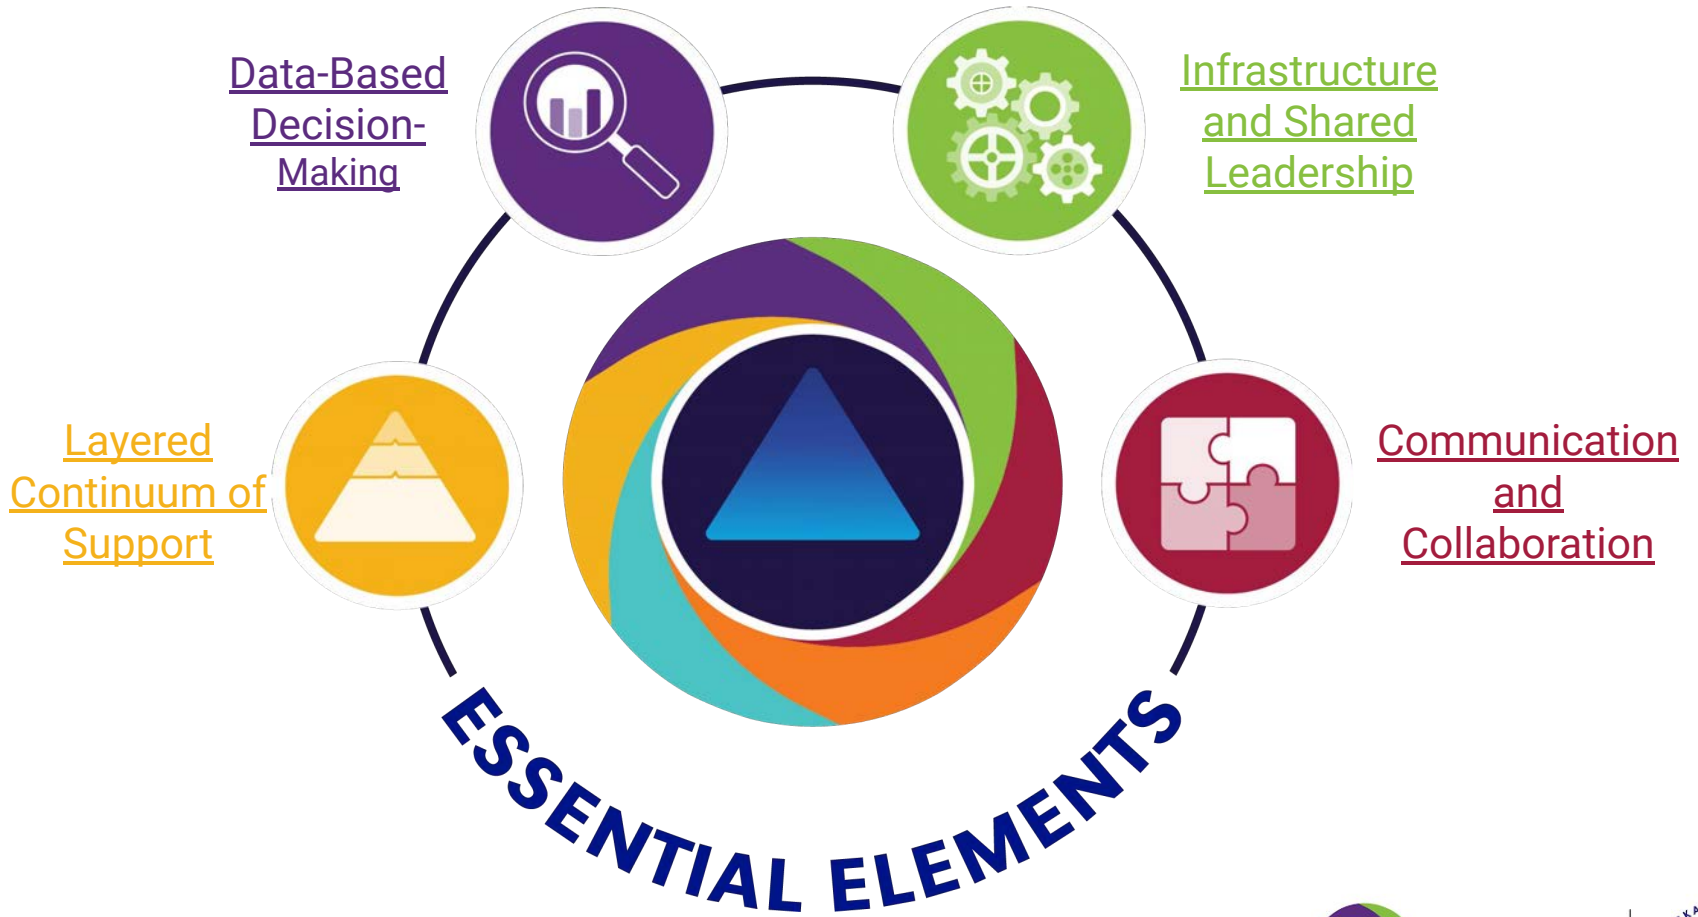 Data-Based
Decision-
Making
Infrastructure
and Shared
Leadership
Layered
Continuum of
Support
Communication
and
Collaboration
ESSENTIAL ELEMENTS